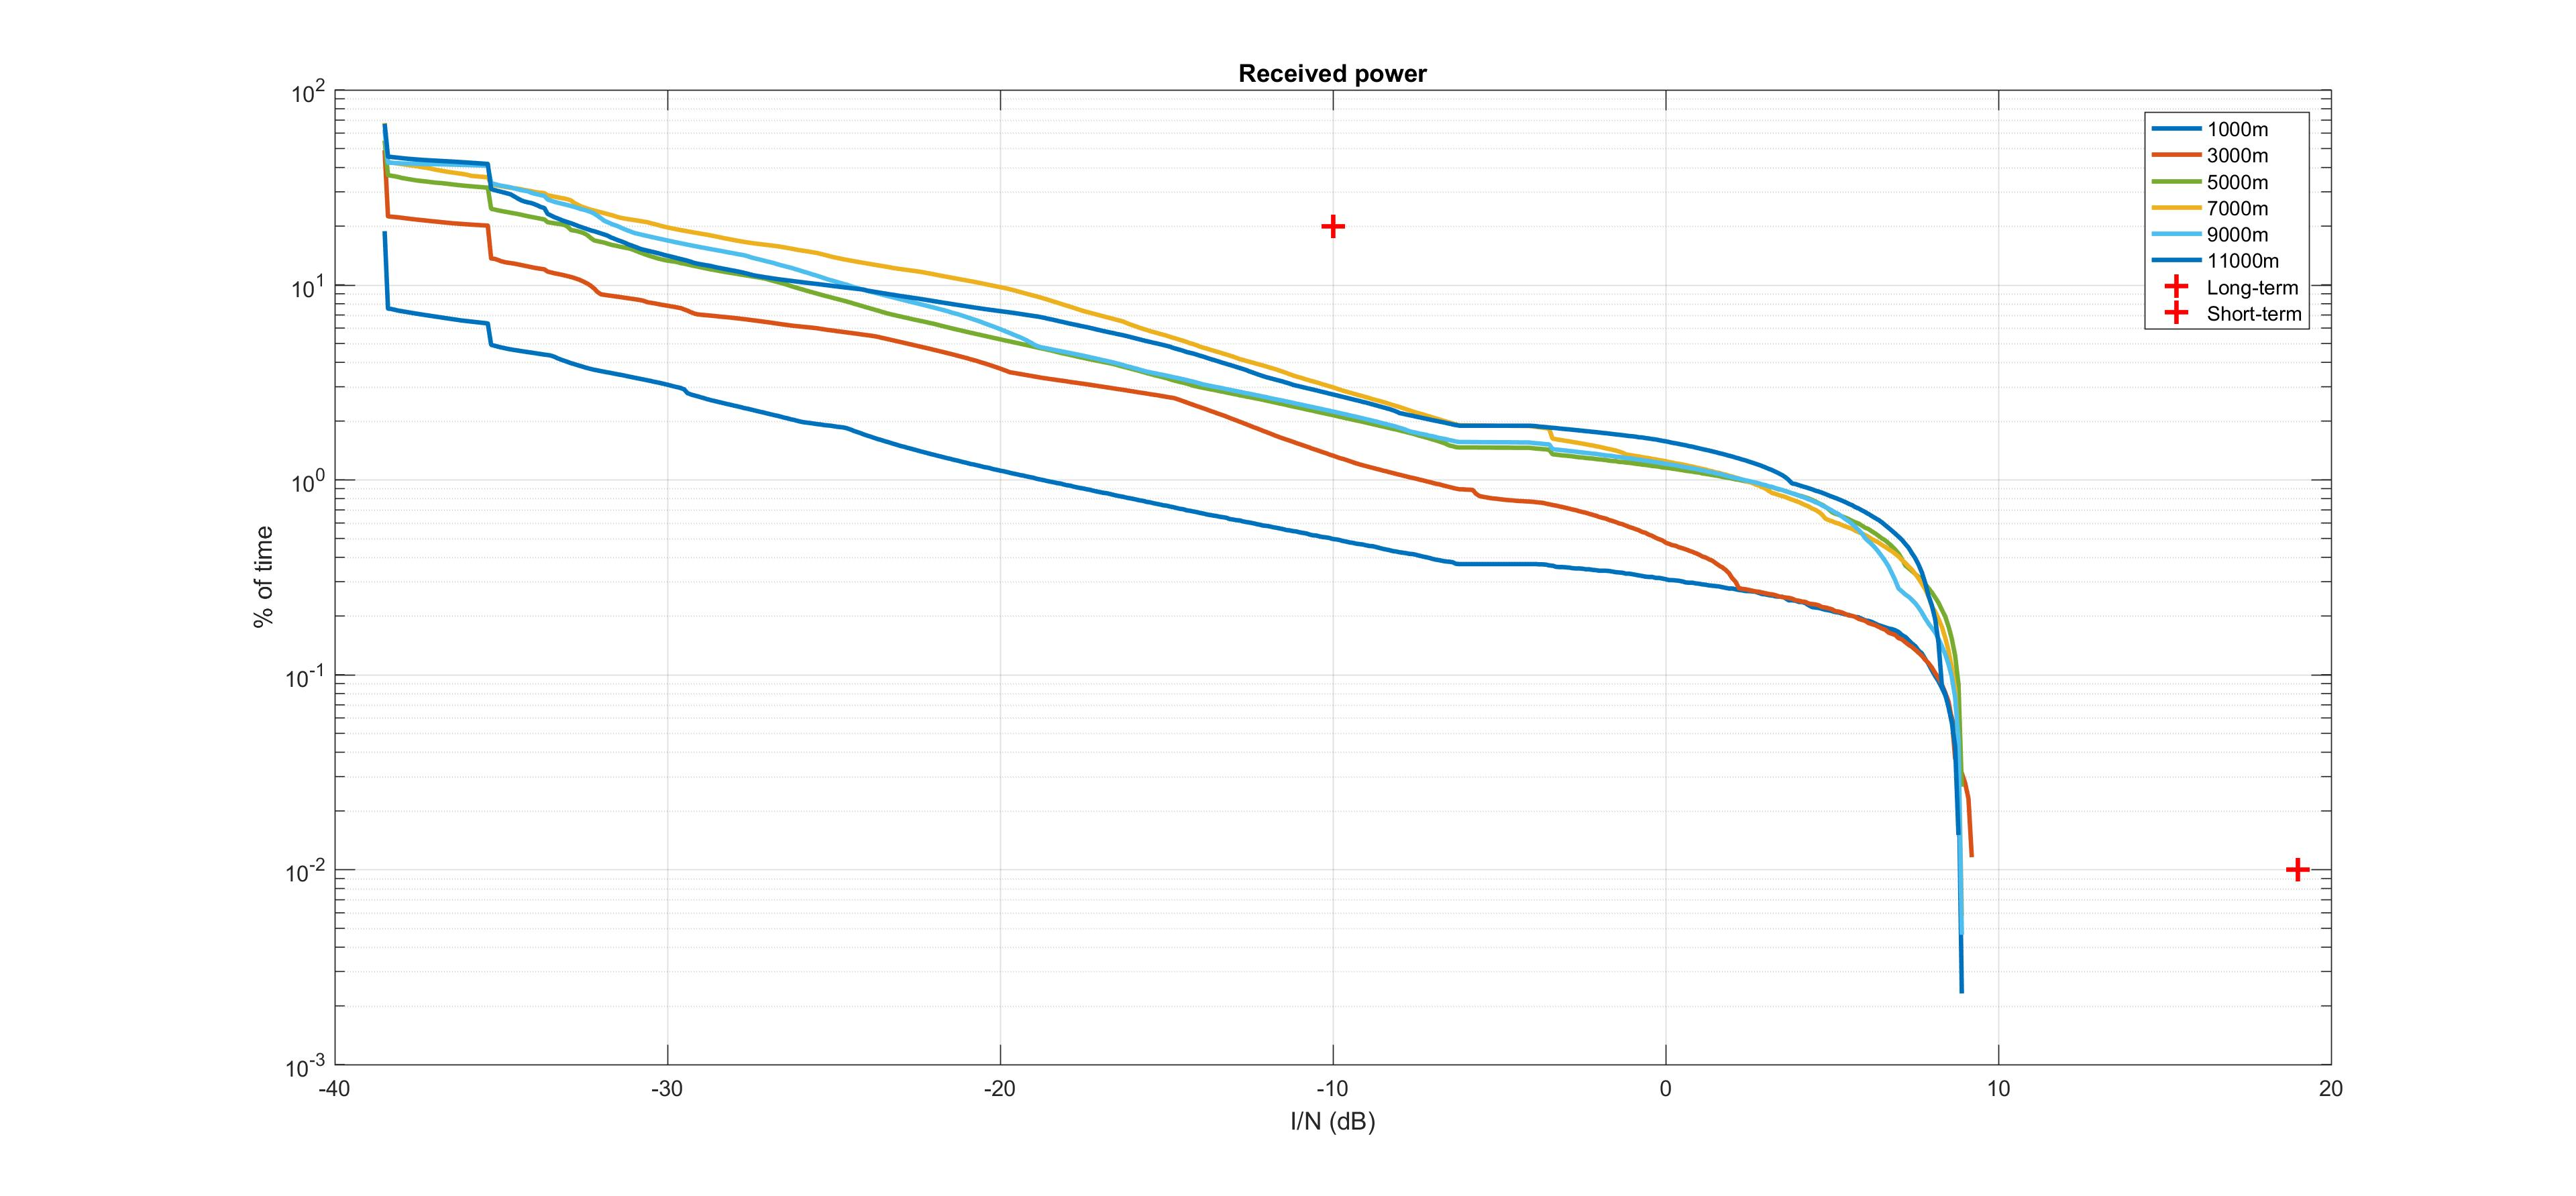 Received power
10^2
10^1
10^0
10^-1
10^-2
10^-3
% of time
-40
-30
-20
-10
0
10
20
I/N (dB)
1000m
3000m
5000m
7000m
9000m
11000m
Long-term
Short-term